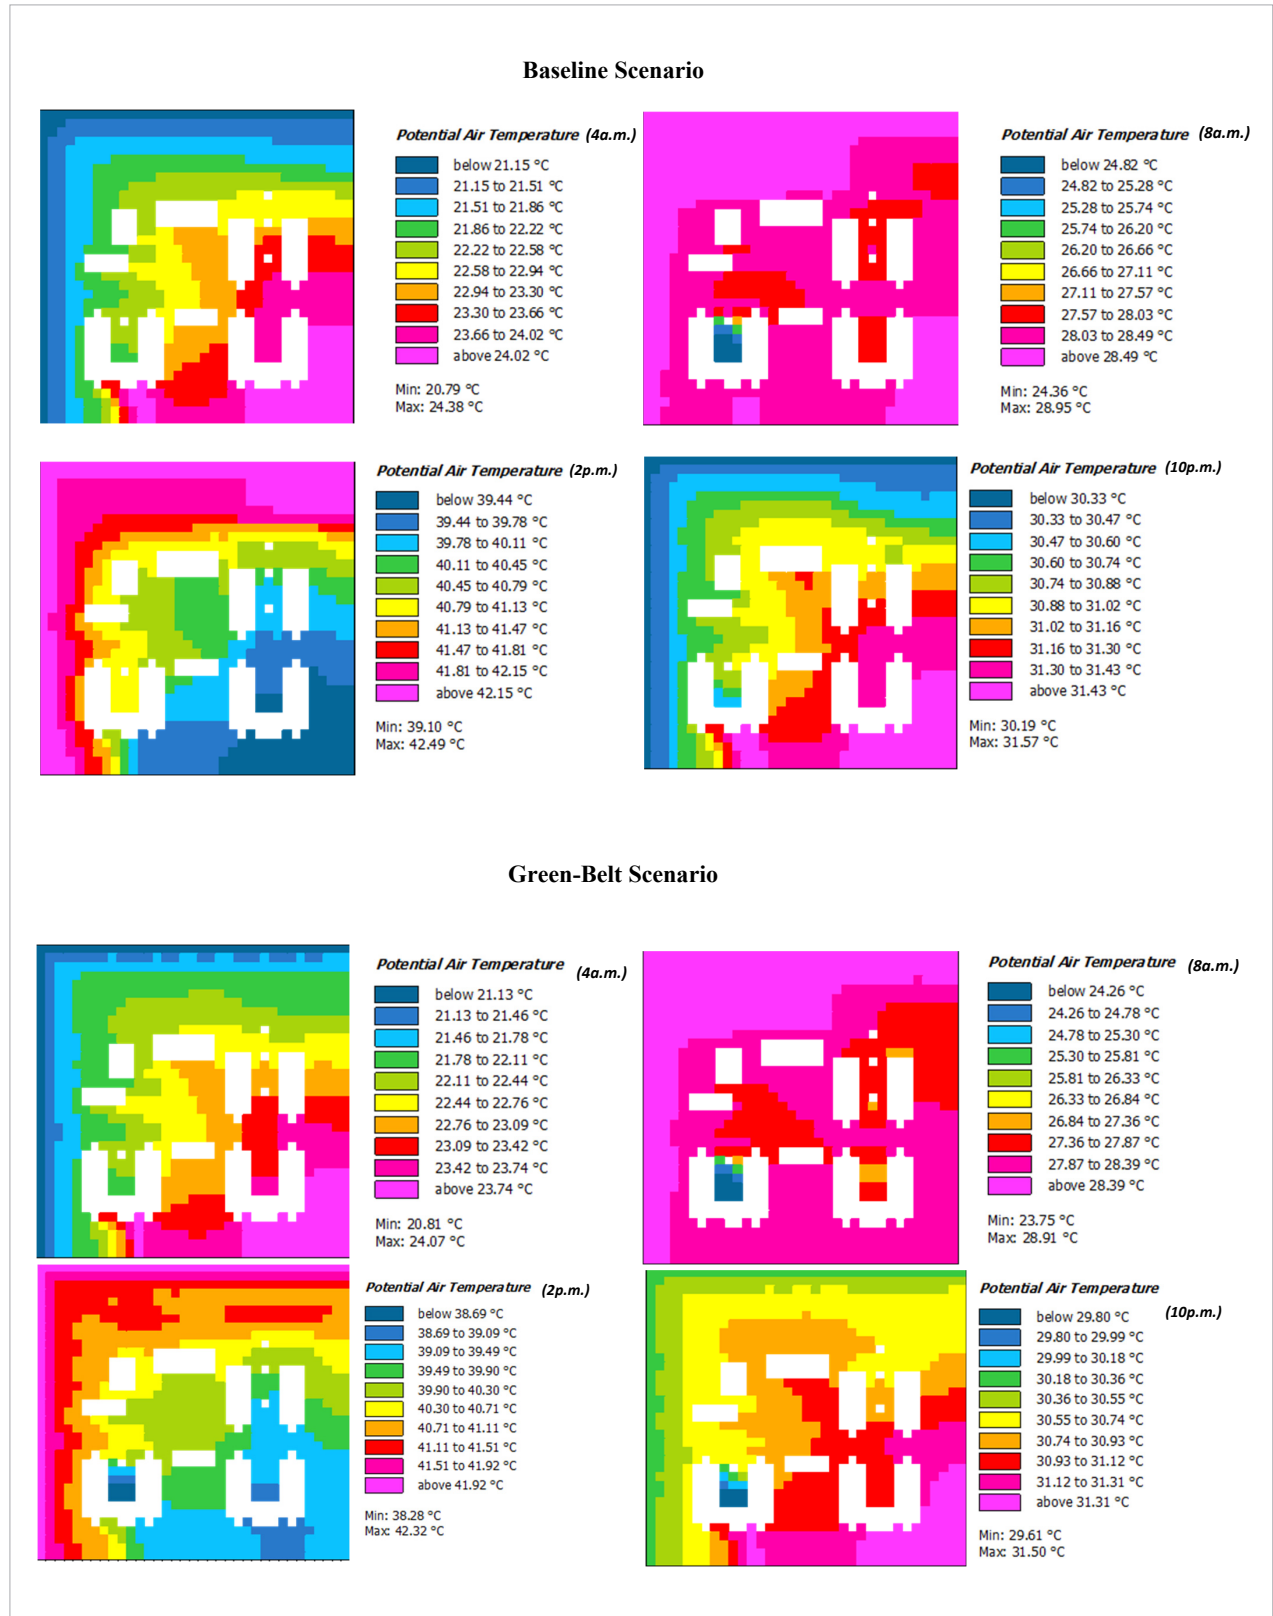 Baseline Scenario
Potential Air Temperature (4a.m.)
below 21.15 °C
21.15 to 21.51 °C
21.51 to 21.86 °C
21.86 to 22.22 °C
22.22 to 22.58 °C
22.58 to 22.94 °C
22.94 to 23.30 °C
23.30 to 23.66 °C
23.66 to 24.02 °C
above 24.02 °C
Min: 20.79 °C
Max: 24.38 °C
Potential Air Temperature (8a.m.)
below 24.82 °C
24.82 to 25.28 °C
25.28 to 25.74 °C
25.74 to 26.20 °C
26.20 to 26.66 °C
26.66 to 27.11 °C
27.11 to 27.57 °C
27.57 to 28.03 °C
28.03 to 28.49 °C
above 28.49 °C
Min: 24.36 °C
Max: 28.95 °C
Potential Air Temperature (2p.m.)
below 39.44 °C
39.44 to 39.78 °C
39.78 to 40.11 °C
40.11 to 40.45 °C
40.45 to 40.79 °C
40.79 to 41.13 °C
41.13 to 41.47 °C
41.47 to 41.81 °C
41.81 to 42.15 °C
above 42.15 °C
Min: 39.10 °C
Max: 42.49 °C
Potential Air Temperature (10p.m.)
below 30.33 °C
30.33 to 30.47 °C
30.47 to 30.60 °C
30.60 to 30.74 °C
30.74 to 30.88 °C
30.88 to 31.02 °C
31.02 to 31.16 °C
31.16 to 31.30 °C
31.30 to 31.43 °C
above 31.43 °C
Min: 30.19 °C
Max: 31.57 °C
Green-Belt Scenario
Potential Air Temperature (4a.m.)
below 21.13 °C
21.13 to 21.46 °C
21.46 to 21.78 °C
21.78 to 22.11 °C
22.11 to 22.44 °C
22.44 to 22.76 °C
22.76 to 23.09 °C
23.09 to 23.42 °C
23.42 to 23.74 °C
above 23.74 °C
Min: 20.81 °C
Max: 24.07 °C
Potential Air Temperature (8a.m.)
below 24.26 °C
24.26 to 24.78 °C
24.78 to 25.30 °C
25.30 to 25.81 °C
25.81 to 26.33 °C
26.33 to 26.84 °C
26.84 to 27.36 °C
27.36 to 27.87 °C
27.87 to 28.39 °C
above 28.39 °C
Min: 23.75 °C
Max: 28.91 °C
Potential Air Temperature (2p.m.)
below 38.69 °C
38.69 to 39.09 °C
39.09 to 39.49 °C
39.49 to 39.90 °C
39.90 to 40.30 °C
40.30 to 40.71 °C
40.71 to 41.11 °C
41.11 to 41.51 °C
41.51 to 41.92 °C
above 41.92 °C
Min: 38.28 °C
Max: 42.32 °C
Potential Air Temperature
(10p.m.)
below 29.80 °C
29.80 to 29.99 °C
29.99 to 30.18 °C
30.18 to 30.36 °C
30.36 to 30.55 °C
30.55 to 30.74 °C
30.74 to 30.93 °C
30.93 to 31.12 °C
31.12 to 31.31 °C
above 31.31 °C
Min: 29.61 °C
Max: 31.50 °C